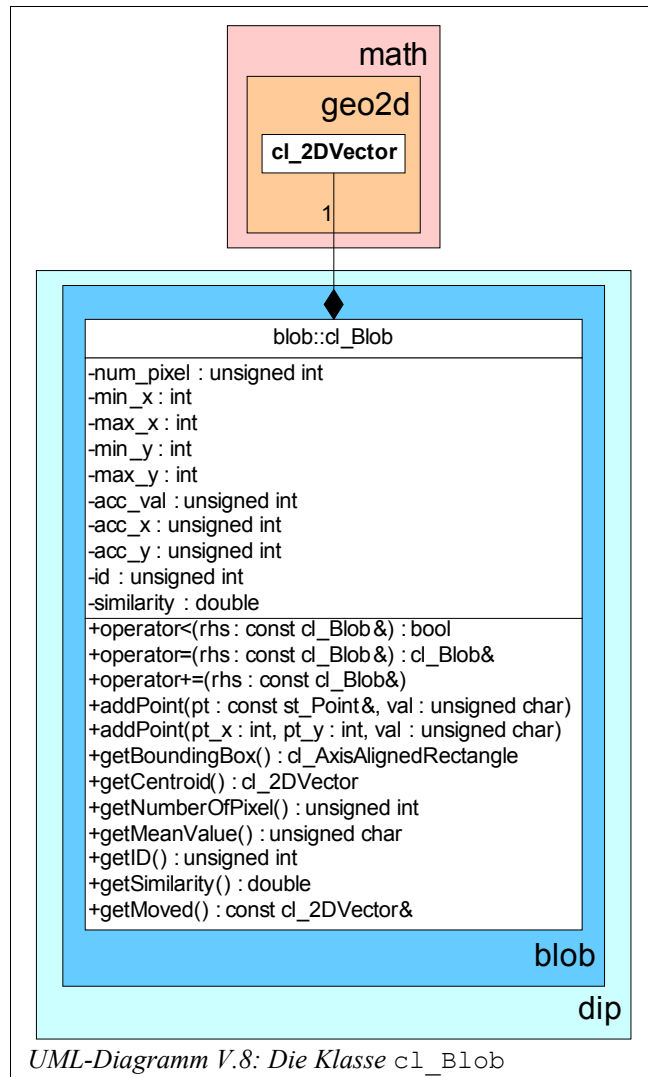 math
geo2d
cl_2DVector
1
blob::cl_Blob
-num_pixel : unsigned int
-min_x : int
-max_x : int
-min_y : int
-max_y : int
-acc_val : unsigned int
-acc_x : unsigned int
-acc_y : unsigned int
-id : unsigned int
-similarity : double
+operator<(rhs : const cl_Blob&) : bool
+operator=(rhs : const cl_Blob&) : cl_Blob&
+operator+=(rhs : const cl_Blob&)
+addPoint(pt : const st_Point&, val : unsigned char)
+addPoint(pt_x : int, pt_y : int, val : unsigned char)
+getBoundingBox() : cl_AxisAlignedRectangle
+getCentroid() : cl_2DVector
+getNumberOfPixel() : unsigned int
+getMeanValue() : unsigned char
+getID() : unsigned int
+getSimilarity() : double
+getMoved() : const cl_2DVector&
blob
dip
UML-Diagramm V.8: Die Klasse cl_Blob